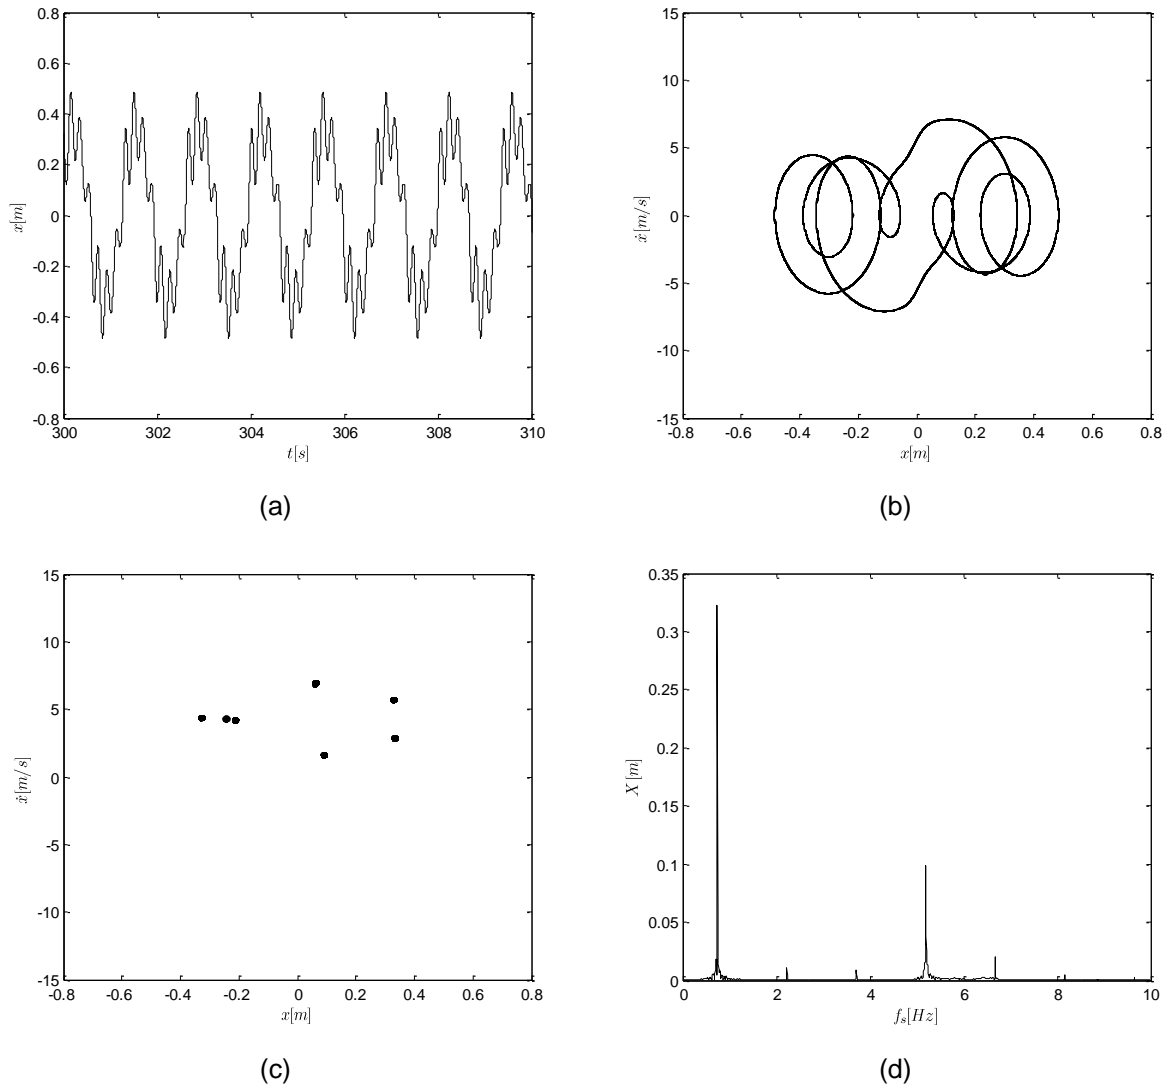 0.8
0.6
0.4
0.2
0
-0.2
-0.4
-0.6
-0.8
x[m]
300 302 304 306 308 310
t[s]
(a)
15
10
5
0
-5
-10
-15
ẋ[m/s]
-0.8 -0.6 -0.4 -0.2 0 0.2 0.4 0.6 0.8
x[m]
(b)
15
10
5
0
-5
-10
-15
ẋ[m/s]
-0.8 -0.6 -0.4 -0.2 0 0.2 0.4 0.6 0.8
x[m]
(c)
0.35
0.3
0.25
0.2
0.15
0.1
0.05
0
X[m]
0 2 4 6 8 10
fₛ[Hz]
(d)